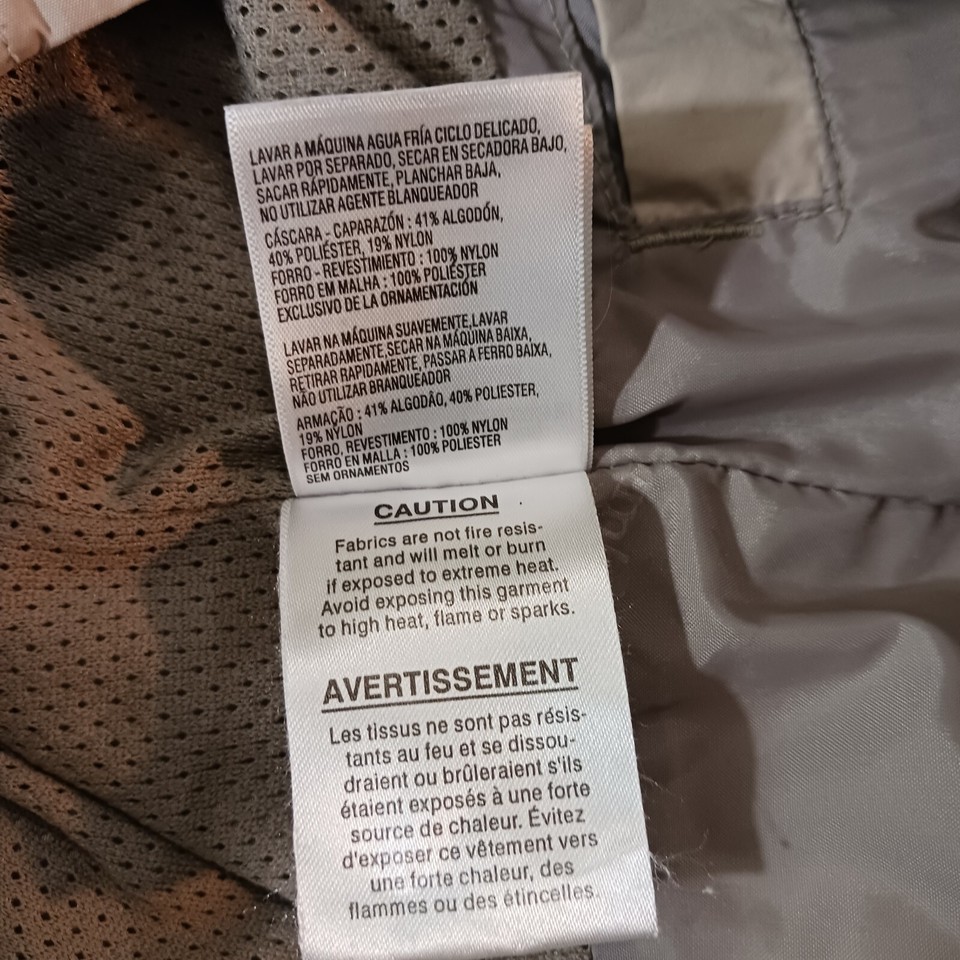 LAVAR A MÁQUINA AGUA FRÍA CICLO DELICADO,
LAVAR POR SEPARADO, SECAR EN SECADORA BAJO,
SACAR RÁPIDAMENTE, PLANCHAR BAJA,
NO UTILIZAR AGENTE BLANQUEADOR
CÁSCARA - CAPARAZÓN : 41% ALGODÓN,
40% POLIÉSTER, 19% NYLON
FORRO - REVESTIMIENTO : 100% NYLON
FORRO EM MALHA : 100% POLIÉSTER
EXCLUSIVO DE LA ORNAMENTACIÓN
LAVAR NA MÁQUINA SUAVEMENTE,LAVAR
SEPARADAMENTE,SECAR NA MÁQUINA BAIXA,
RETIRAR RAPIDAMENTE, PASSAR A FERRO BAIXA,
NÃO UTILIZAR BRANQUEADOR
ARMAÇÃO : 41% ALGODÂO, 40% POLIESTER,
19% NYLON
FORRO, REVESTIMENTO : 100% NYLON
FORRO EN MALLA : 100% POLIESTER
SEM ORNAMENTOS
CAUTION
Fabrics are not fire resis-
tant and will melt or burn
if exposed to extreme heat.
Avoid exposing this garment
to high heat, flame or sparks.
AVERTISSEMENT
Les tissus ne sont pas résis-
tants au feu et se dissou-
draient ou brûleraient s'ils
étaient exposés à une forte
source de chaleur. Évitez
d'exposer ce vêtement vers
une forte chaleur, des
flammes ou des étincelles.